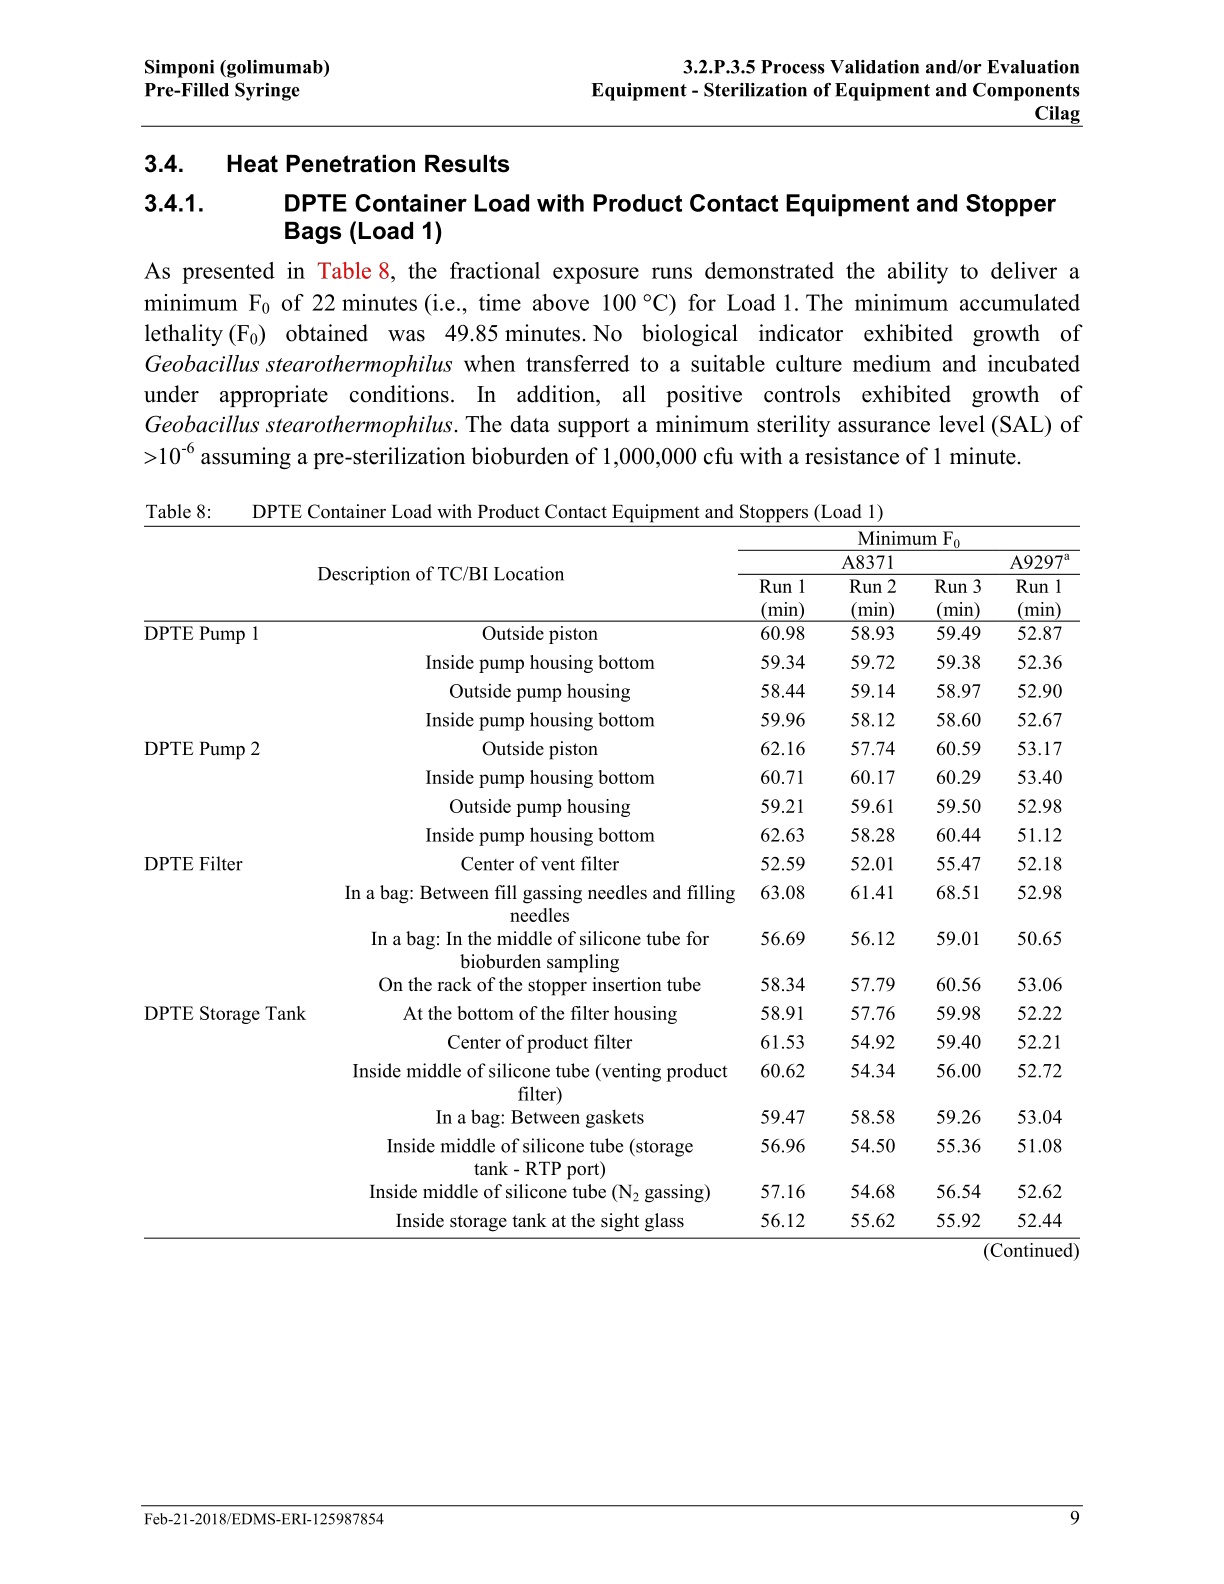 Simponi (golimumab) 3.2.P.3.5 Process Validation and/or Evaluation
Pre-Filled Syringe Equipment - Sterilization of Equipment and Components
Cilag
3.4. Heat Penetration Results
3.4.1. DPTE Container Load with Product Contact Equipment and Stopper
Bags (Load 1)
As presented in Table 8, the fractional exposure runs demonstrated the ability to deliver a
minimum F0 of 22 minutes (i.e., time above 100 °C) for Load 1. The minimum accumulated
lethality (F0) obtained was 49.85 minutes. No biological indicator exhibited growth of
Geobacillus stearothermophilus when transferred to a suitable culture medium and incubated
under appropriate conditions. In addition, all positive controls exhibited growth of
Geobacillus stearothermophilus. The data support a minimum sterility assurance level (SAL) of
>10-6 assuming a pre-sterilization bioburden of 1,000,000 cfu with a resistance of 1 minute.
Table 8: DPTE Container Load with Product Contact Equipment and Stoppers (Load 1)
Minimum F0
Description of TC/BI Location A8371 A9297a
Run 1 Run 2 Run 3 Run 1
(min) (min) (min) (min)
DPTE Pump 1 Outside piston 60.98 58.93 59.49 52.87
Inside pump housing bottom 59.34 59.72 59.38 52.36
Outside pump housing 58.44 59.14 58.97 52.90
Inside pump housing bottom 59.96 58.12 58.60 52.67
DPTE Pump 2 Outside piston 62.16 57.74 60.59 53.17
Inside pump housing bottom 60.71 60.17 60.29 53.40
Outside pump housing 59.21 59.61 59.50 52.98
Inside pump housing bottom 62.63 58.28 60.44 51.12
DPTE Filter Center of vent filter 52.59 52.01 55.47 52.18
In a bag: Between fill gassing needles and filling 63.08 61.41 68.51 52.98
needles
In a bag: In the middle of silicone tube for 56.69 56.12 59.01 50.65
bioburden sampling
On the rack of the stopper insertion tube 58.34 57.79 60.56 53.06
DPTE Storage Tank At the bottom of the filter housing 58.91 57.76 59.98 52.22
Center of product filter 61.53 54.92 59.40 52.21
Inside middle of silicone tube (venting product 60.62 54.34 56.00 52.72
filter)
In a bag: Between gaskets 59.47 58.58 59.26 53.04
Inside middle of silicone tube (storage 56.96 54.50 55.36 51.08
tank - RTP port)
Inside middle of silicone tube (N2 gassing) 57.16 54.68 56.54 52.62
Inside storage tank at the sight glass 56.12 55.62 55.92 52.44
(Continued)
Feb-21-2018/EDMS-ERI-125987854 9